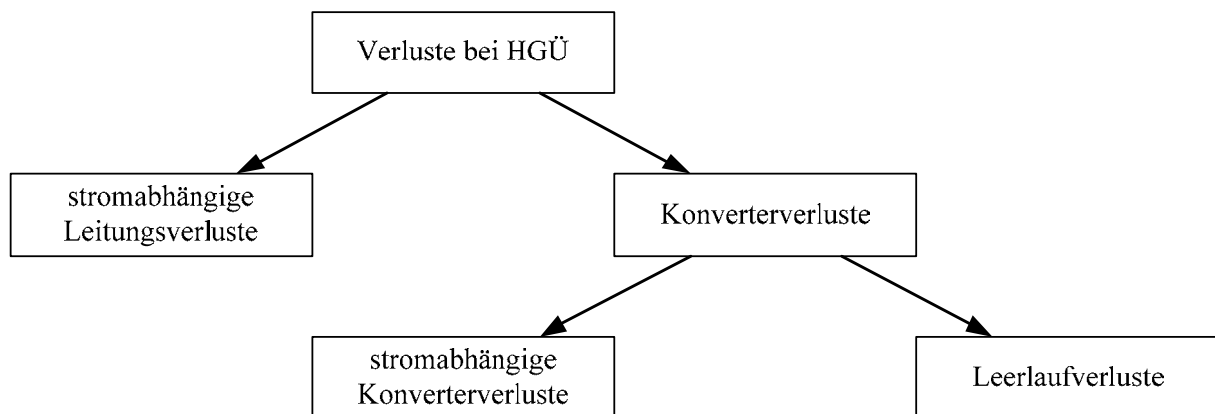 Verluste bei HGÜ
stromabhängige
Leitungsverluste
Konverterverluste
stromabhängige
Konverterverluste
Leerlaufverluste